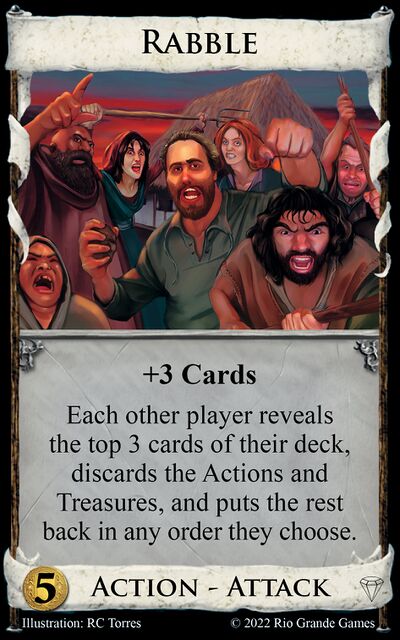 Rabble
+3 Cards
Each other player reveals
the top 3 cards of their deck,
discards the Actions and
Treasures, and puts the rest
back in any order they choose.
5 Action - Attack
Illustration: RC Torres © 2022 Rio Grande Games